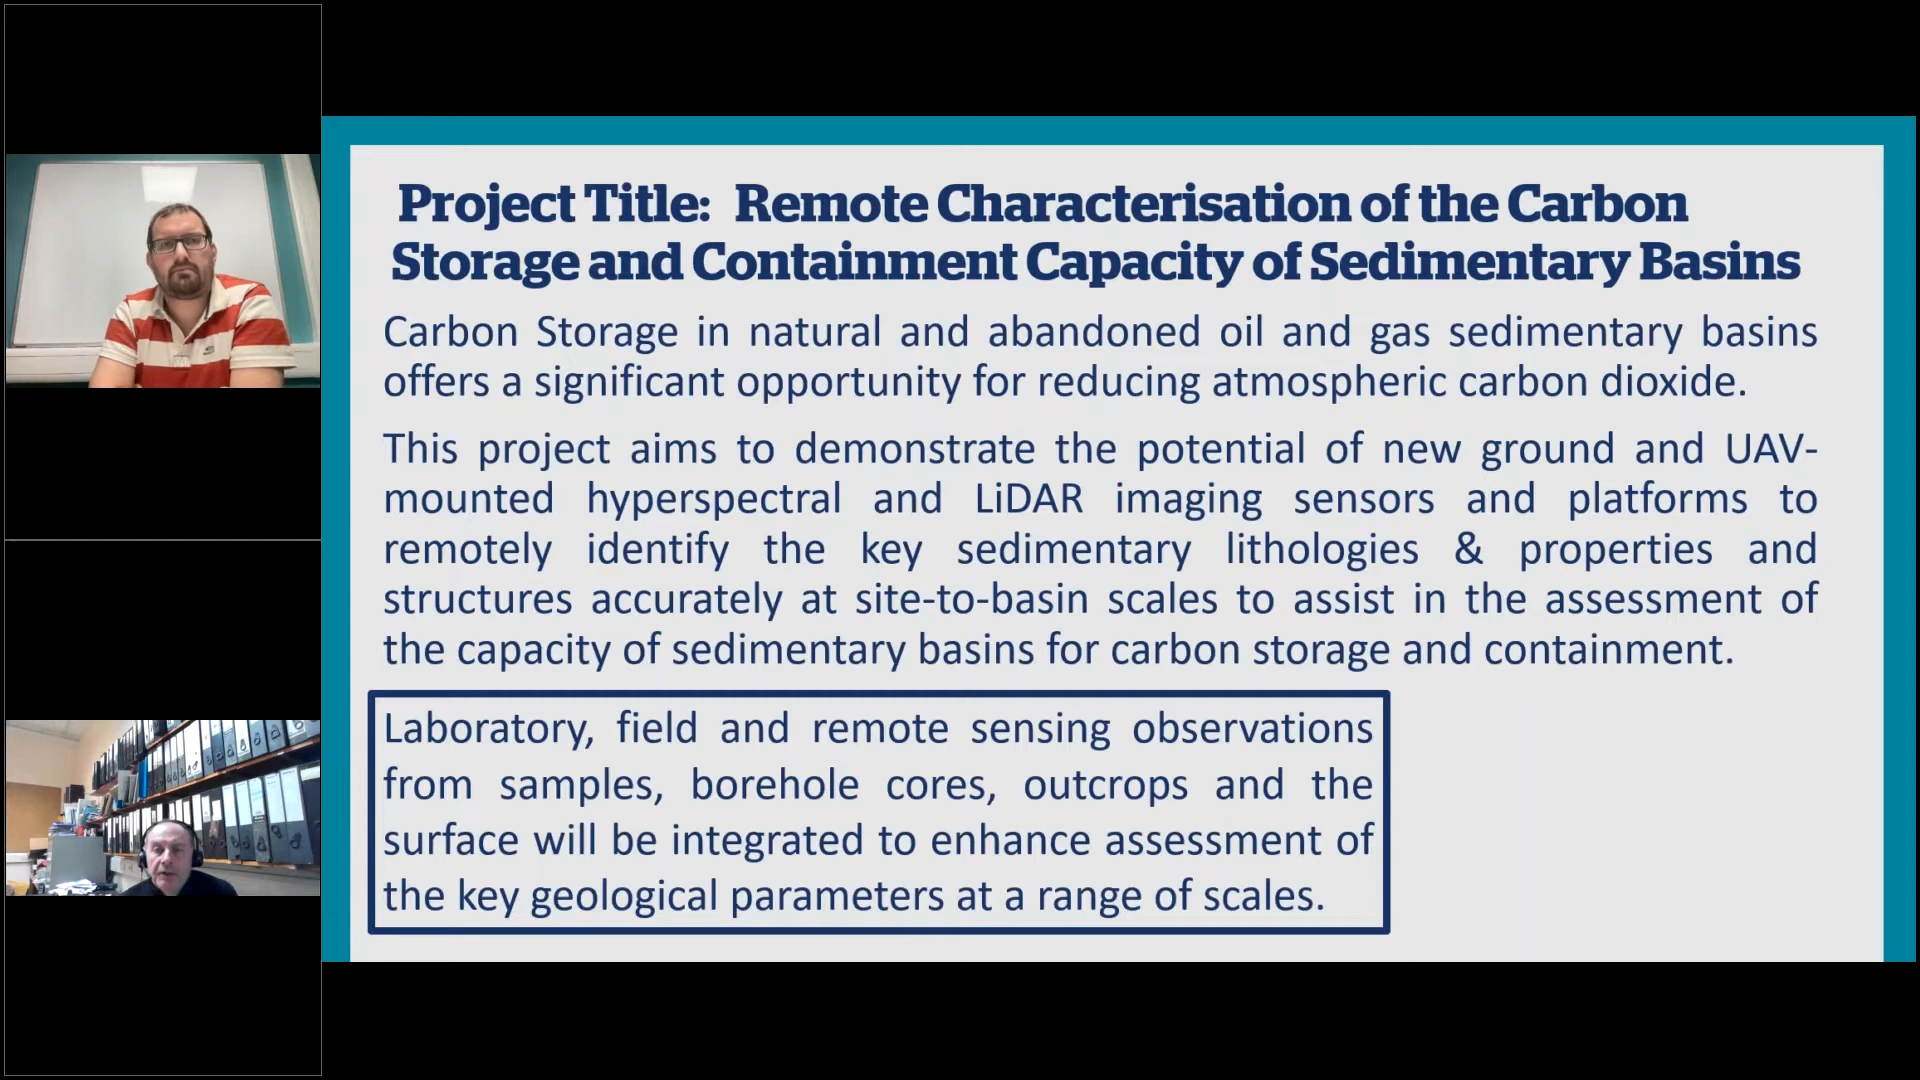 Project Title: Remote Characterisation of the Carbon
Storage and Containment Capacity of Sedimentary Basins
Carbon Storage in natural and abandoned oil and gas sedimentary basins
offers a significant opportunity for reducing atmospheric carbon dioxide.
This project aims to demonstrate the potential of new ground and UAV-
mounted hyperspectral and LiDAR imaging sensors and platforms to
remotely identify the key sedimentary lithologies & properties and
structures accurately at site-to-basin scales to assist in the assessment of
the capacity of sedimentary basins for carbon storage and containment.
Laboratory, field and remote sensing observations
from samples, borehole cores, outcrops and the
surface will be integrated to enhance assessment of
the key geological parameters at a range of scales.